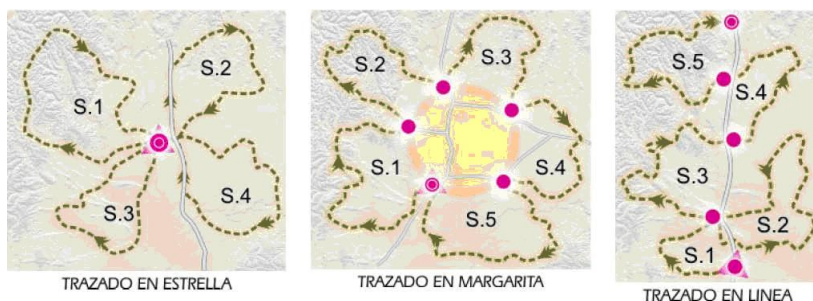 S.1
S.2
S.3
S.4
TRAZADO EN ESTRELLA
S.2
S.3
S.1
S.4
S.5
TRAZADO EN MARGARITA
S.5
S.4
S.3
S.2
S.1
TRAZADO EN LINEA